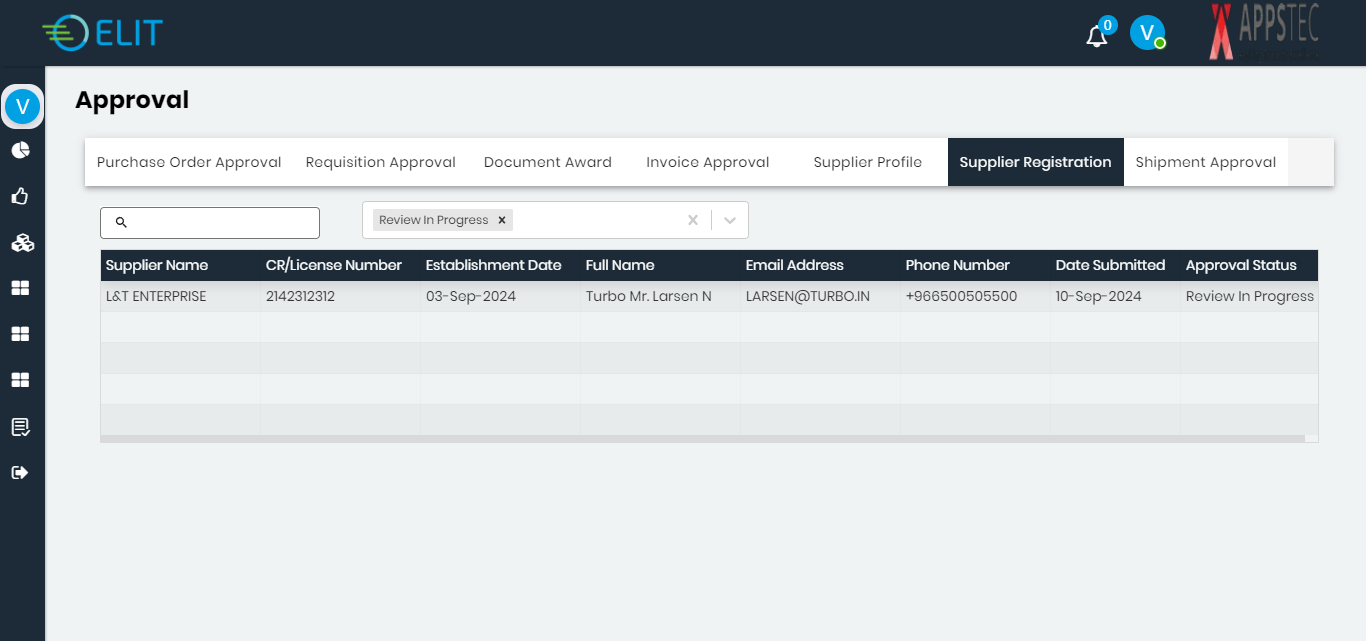 ELIT
0
V
APPSTEC
V
Approval
Purchase Order Approval Requisition Approval Document Award Invoice Approval Supplier Profile Supplier Registration Shipment Approval
Review In Progress
Supplier Name CR/License Number Establishment Date Full Name Email Address Phone Number Date Submitted Approval Status
L&T ENTERPRISE 2142312312 03-Sep-2024 Turbo Mr. Larsen N LARSEN@TURBO.IN +966500505500 10-Sep-2024 Review In Progress